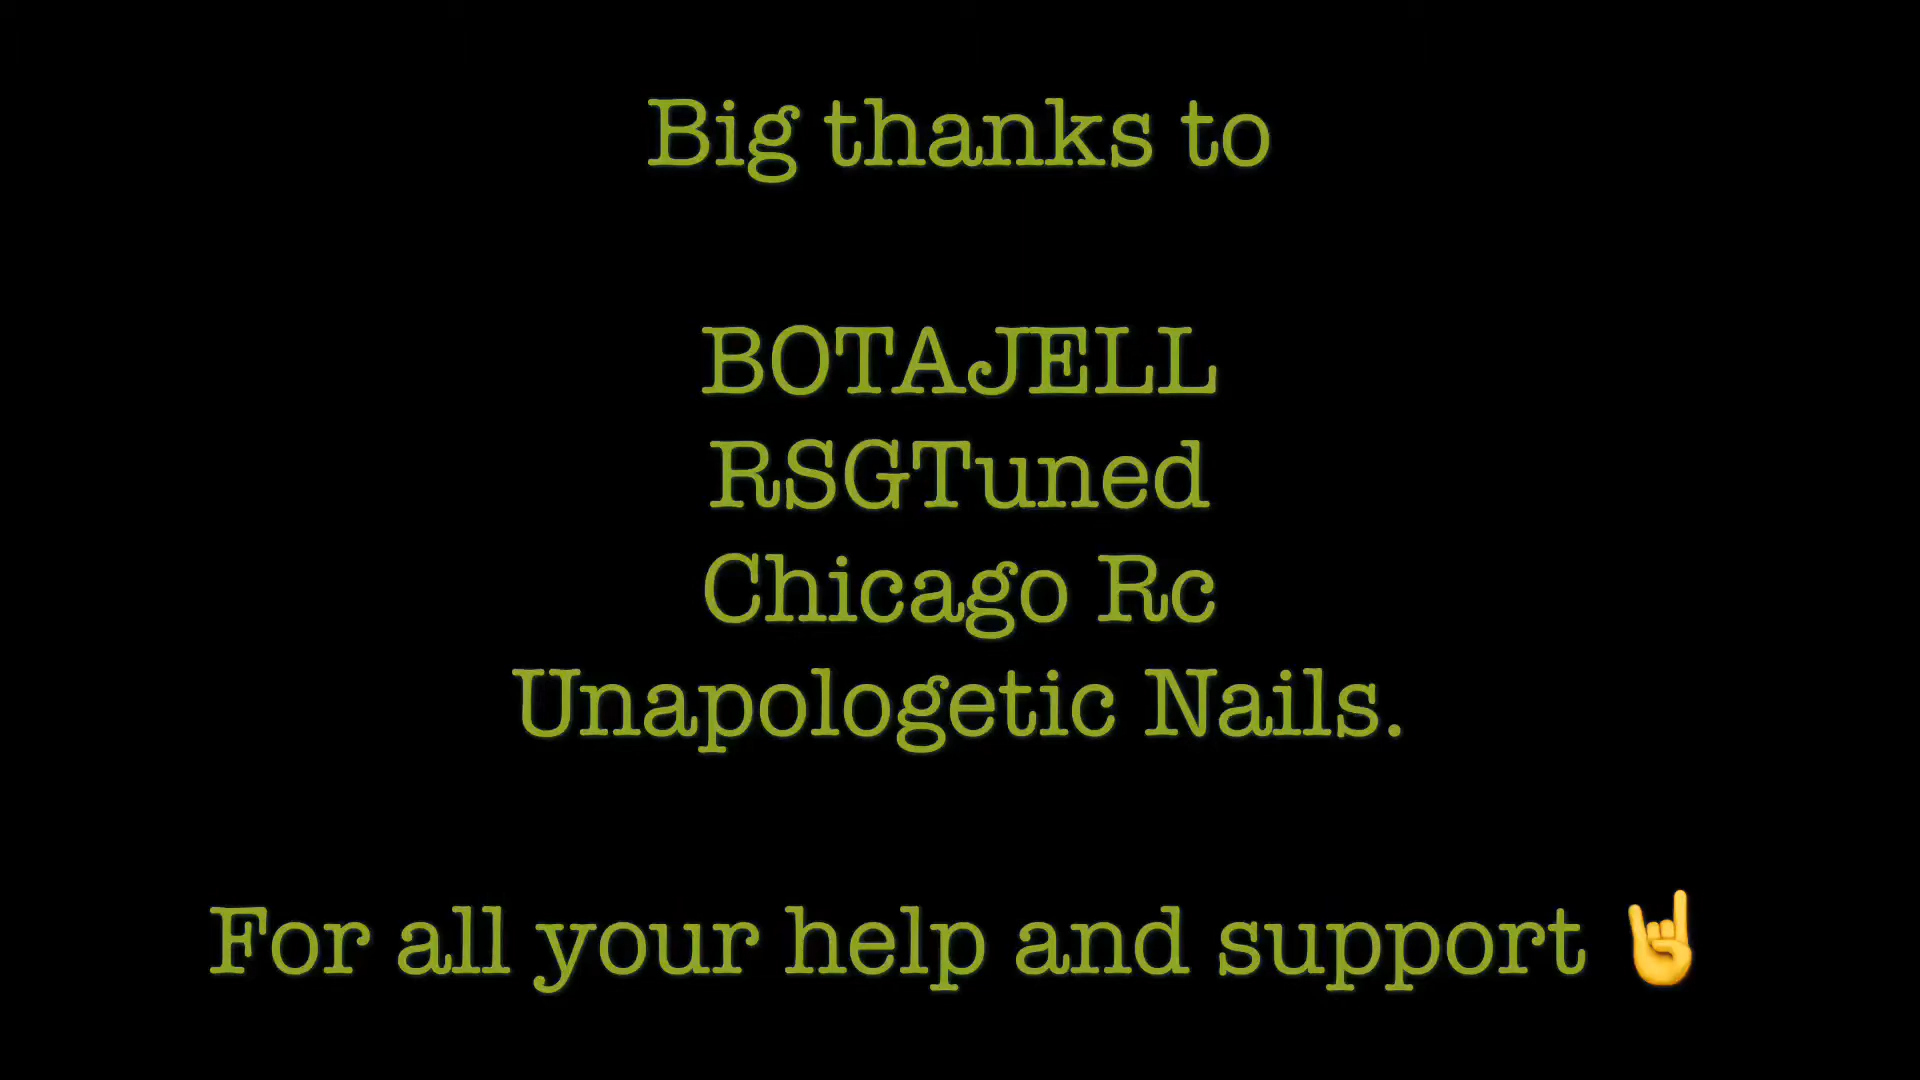 Big thanks to
BOTAJELL
RSGTuned
Chicago Rc
Unapologetic Nails.
For all your help and support 🤘